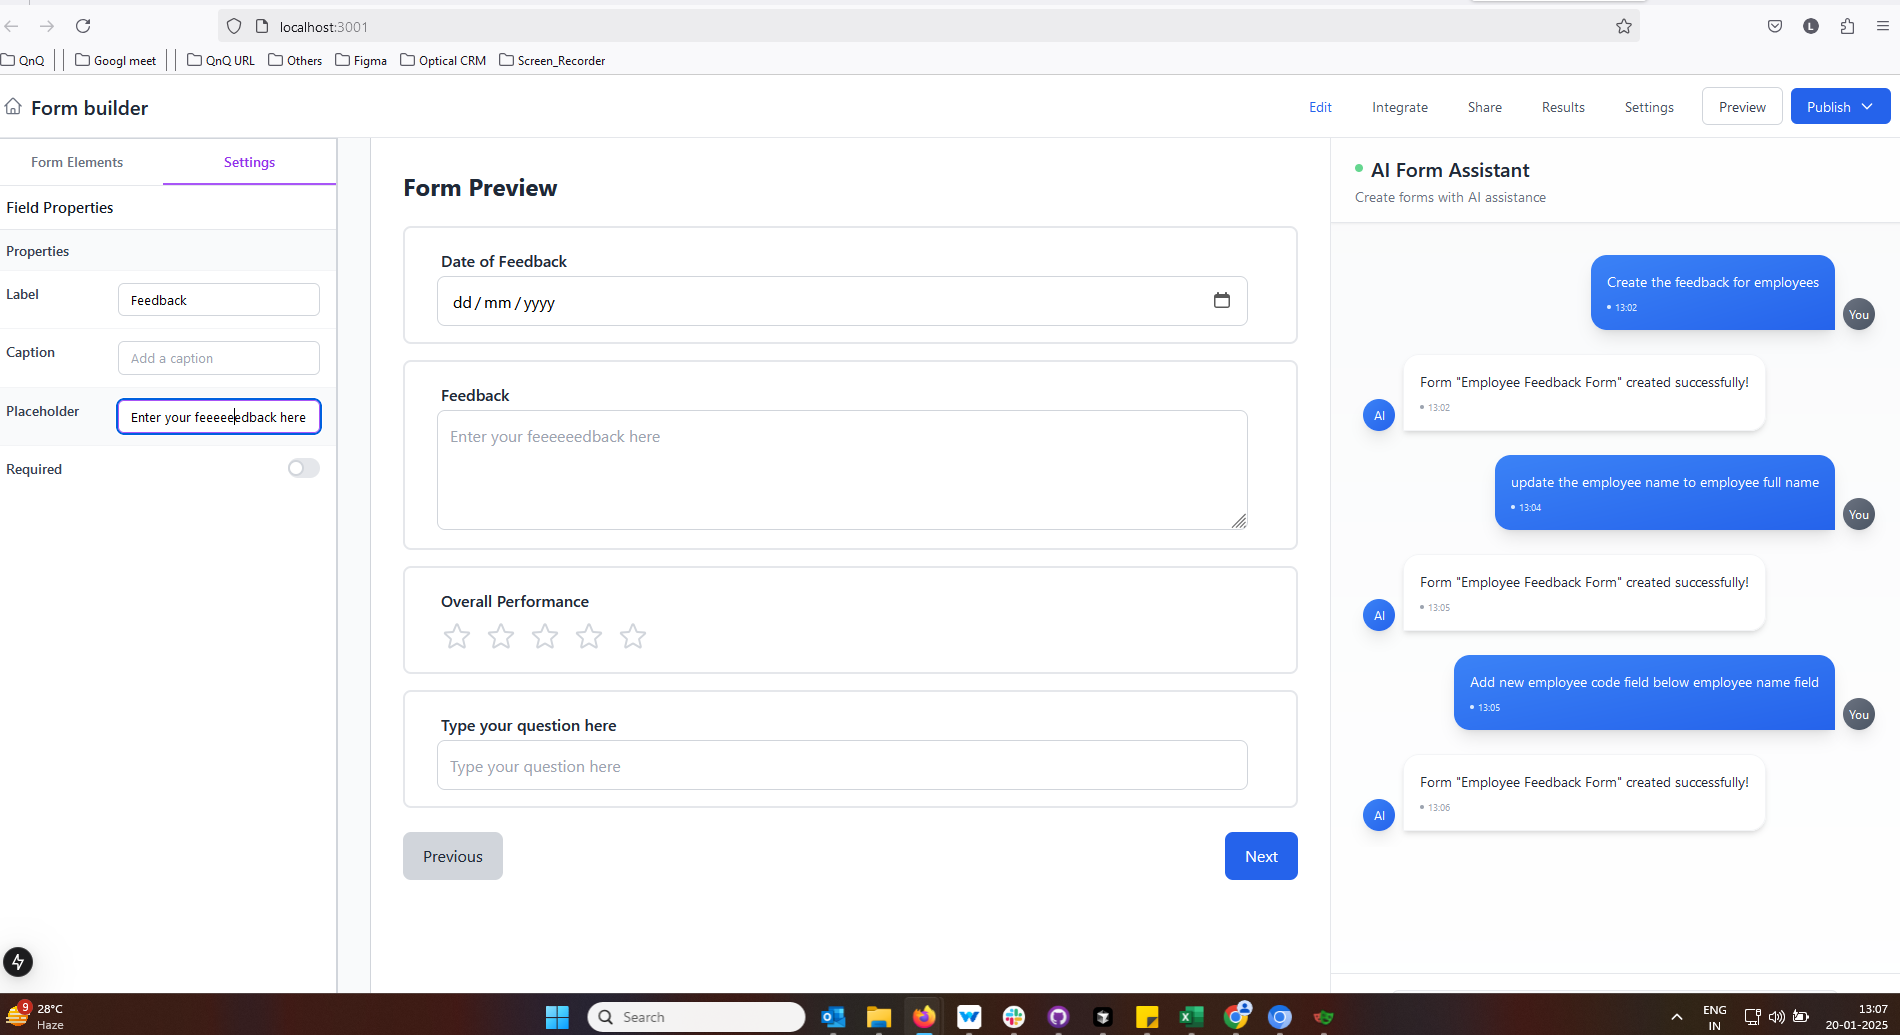 localhost:3001
QnQ
Googl meet
QnQ URL
Others
Figma
Optical CRM
Screen_Recorder
L
Form builder
Edit
Integrate
Share
Results
Settings
Preview
Publish
Form Elements
Settings
Field Properties
Properties
Label
Feedback
Caption
Add a caption
Placeholder
Enter your feeeeeedback here
Required
Form Preview
Date of Feedback
dd/mm/yyyy
Feedback
Enter your feeeeeedback here
Overall Performance
Type your question here
Type your question here
Previous
Next
AI Form Assistant
Create forms with AI assistance
Create the feedback for employees
13:02
You
Form "Employee Feedback Form" created successfully!
13:02
AI
update the employee name to employee full name
13:04
You
Form "Employee Feedback Form" created successfully!
13:05
AI
Add new employee code field below employee name field
13:05
You
Form "Employee Feedback Form" created successfully!
13:06
AI
9
28°C
Haze
Search
ENG
IN
13:07
20-01-2025